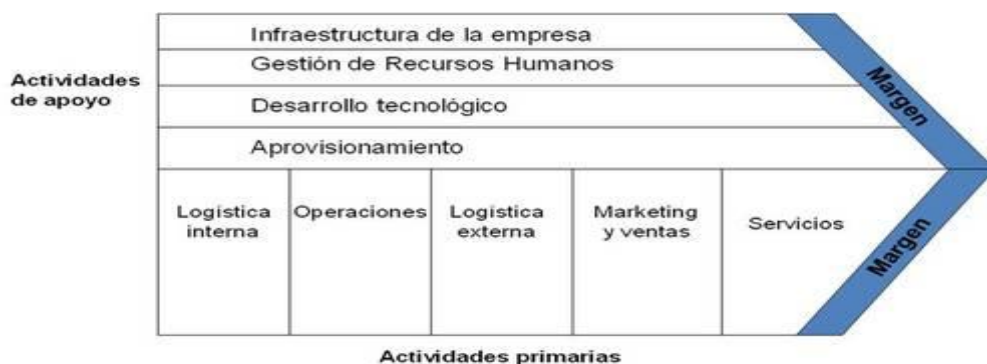 Infraestructura de la empresa
Gestión de Recursos Humanos
Actividades
de apoyo
Desarrollo tecnológico
Aprovisionamiento
Margen
Logística
interna
Operaciones
Logística
externa
Marketing
y ventas
Servicios
Margen
Actividades primarias